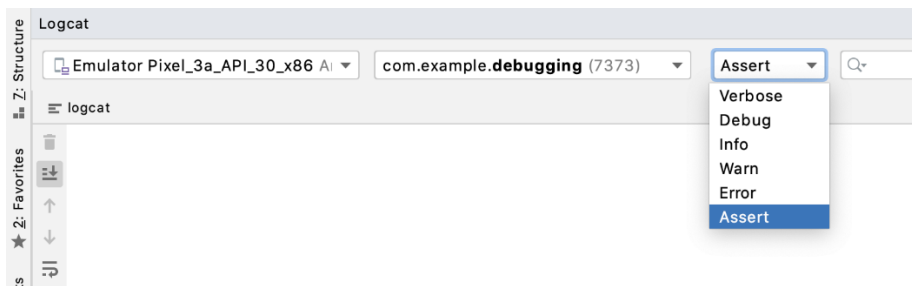 Logcat
Emulator Pixel_3a_API_30_x86 com.example.debugging (7373) Assert
logcat
Verbose
Debug
Info
Warn
Error
Assert
Z: Structure
2: Favorites